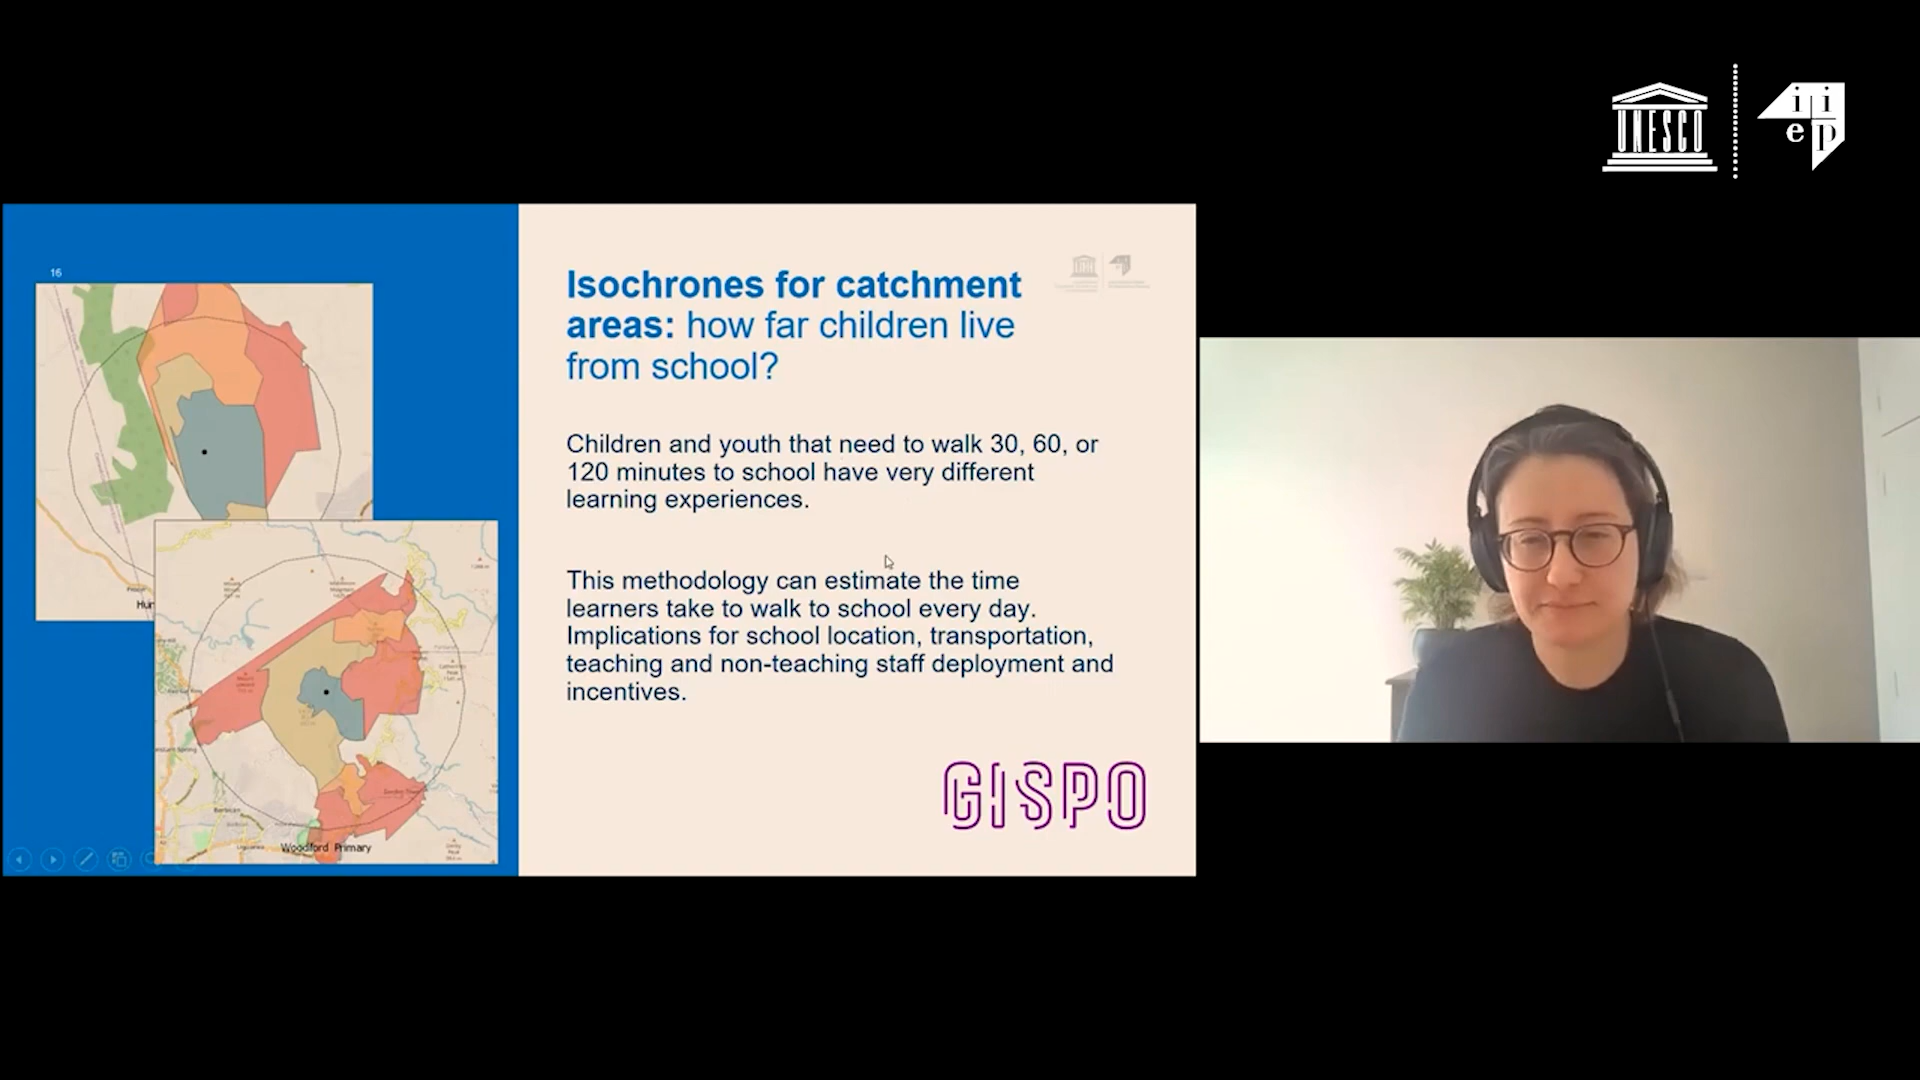 UNESCO
iiep
16
Isochrones for catchment
areas: how far children live
from school?
Children and youth that need to walk 30, 60, or
120 minutes to school have very different
learning experiences.
This methodology can estimate the time
learners take to walk to school every day.
Implications for school location, transportation,
teaching and non-teaching staff deployment and
incentives.
GISPO
Woodford Primary